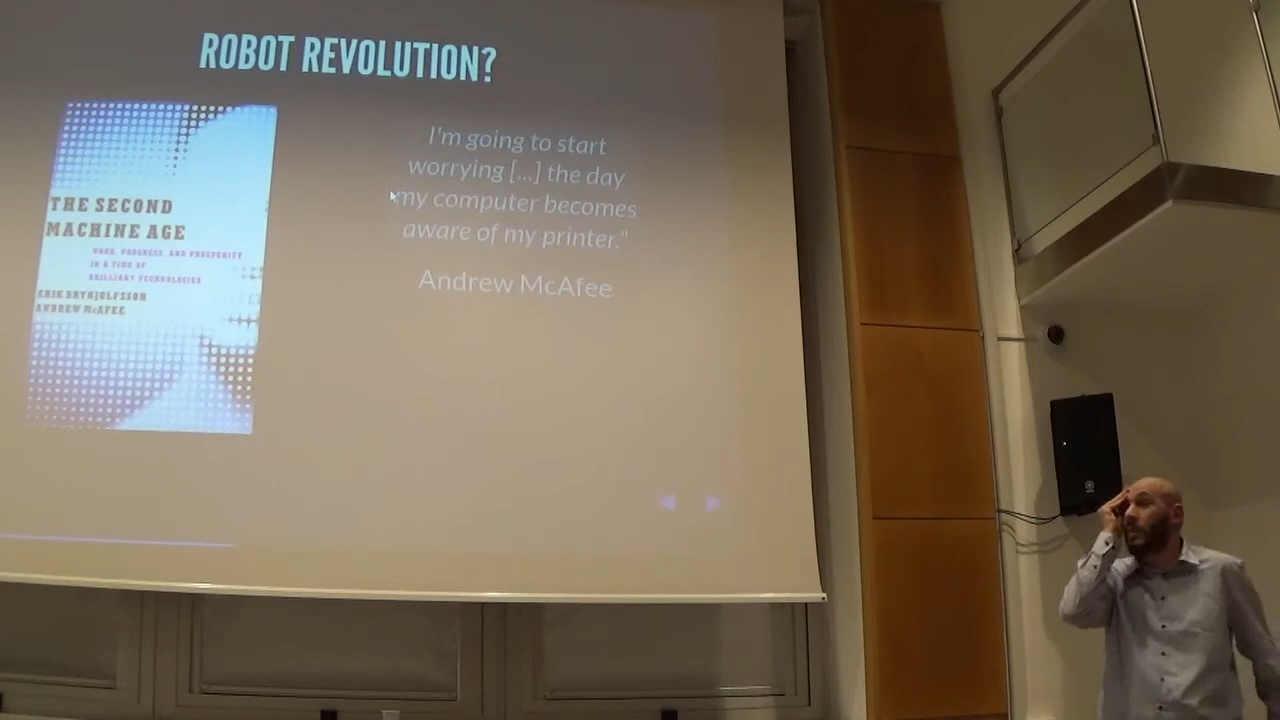 ROBOT REVOLUTION?
THE SECOND
MACHINE AGE
WORK, PROGRESS, AND PROSPERITY
IN A TIME OF
BRILLIANT TECHNOLOGIES
ERIK BRYNJOLFSSON
ANDREW McAFEE
I'm going to start
worrying [...] the day
my computer becomes
aware of my printer."
Andrew McAfee